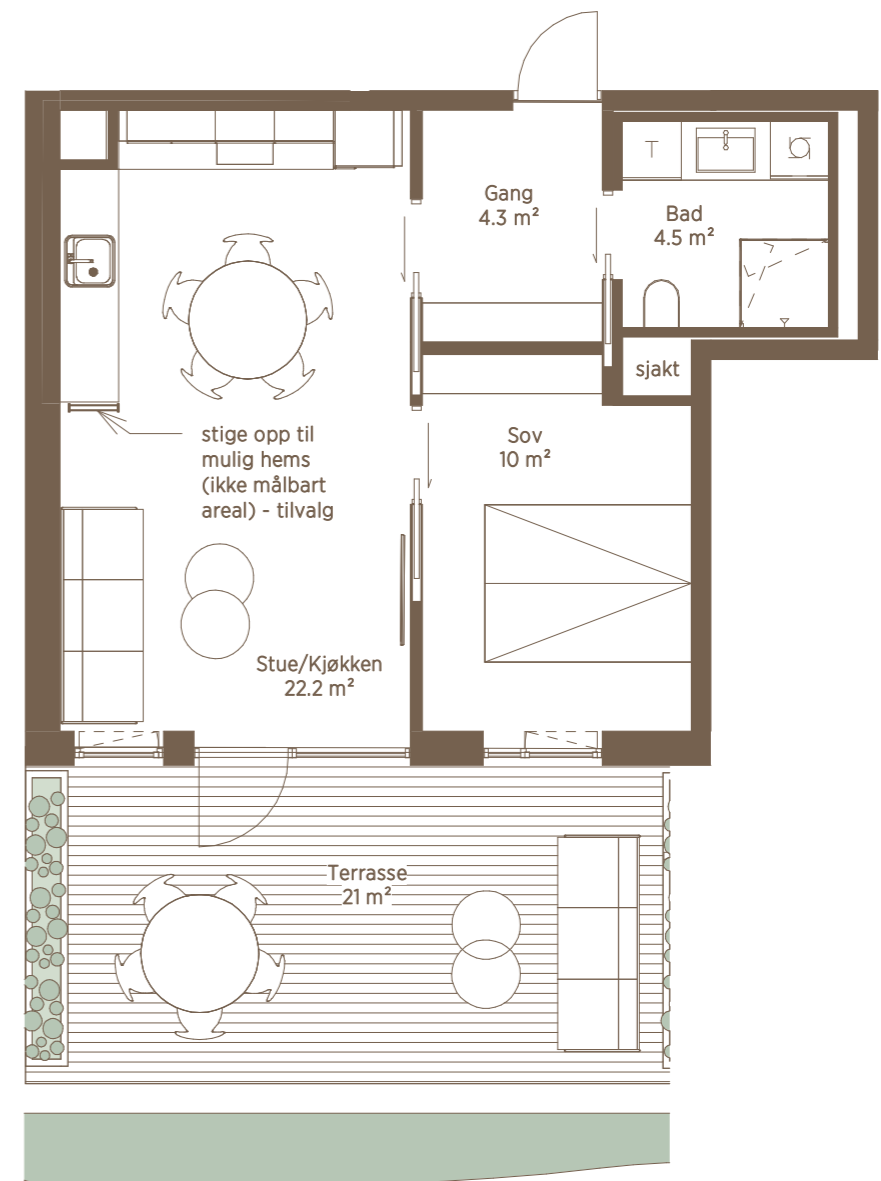 Gang
4.3 m²
T
Bad
4.5 m²
sjakt
stige opp til
mulig hems
(ikke målbart
areal) - tilvalg
Sov
10 m²
Stue/Kjøkken
22.2 m²
Terrasse
21 m²